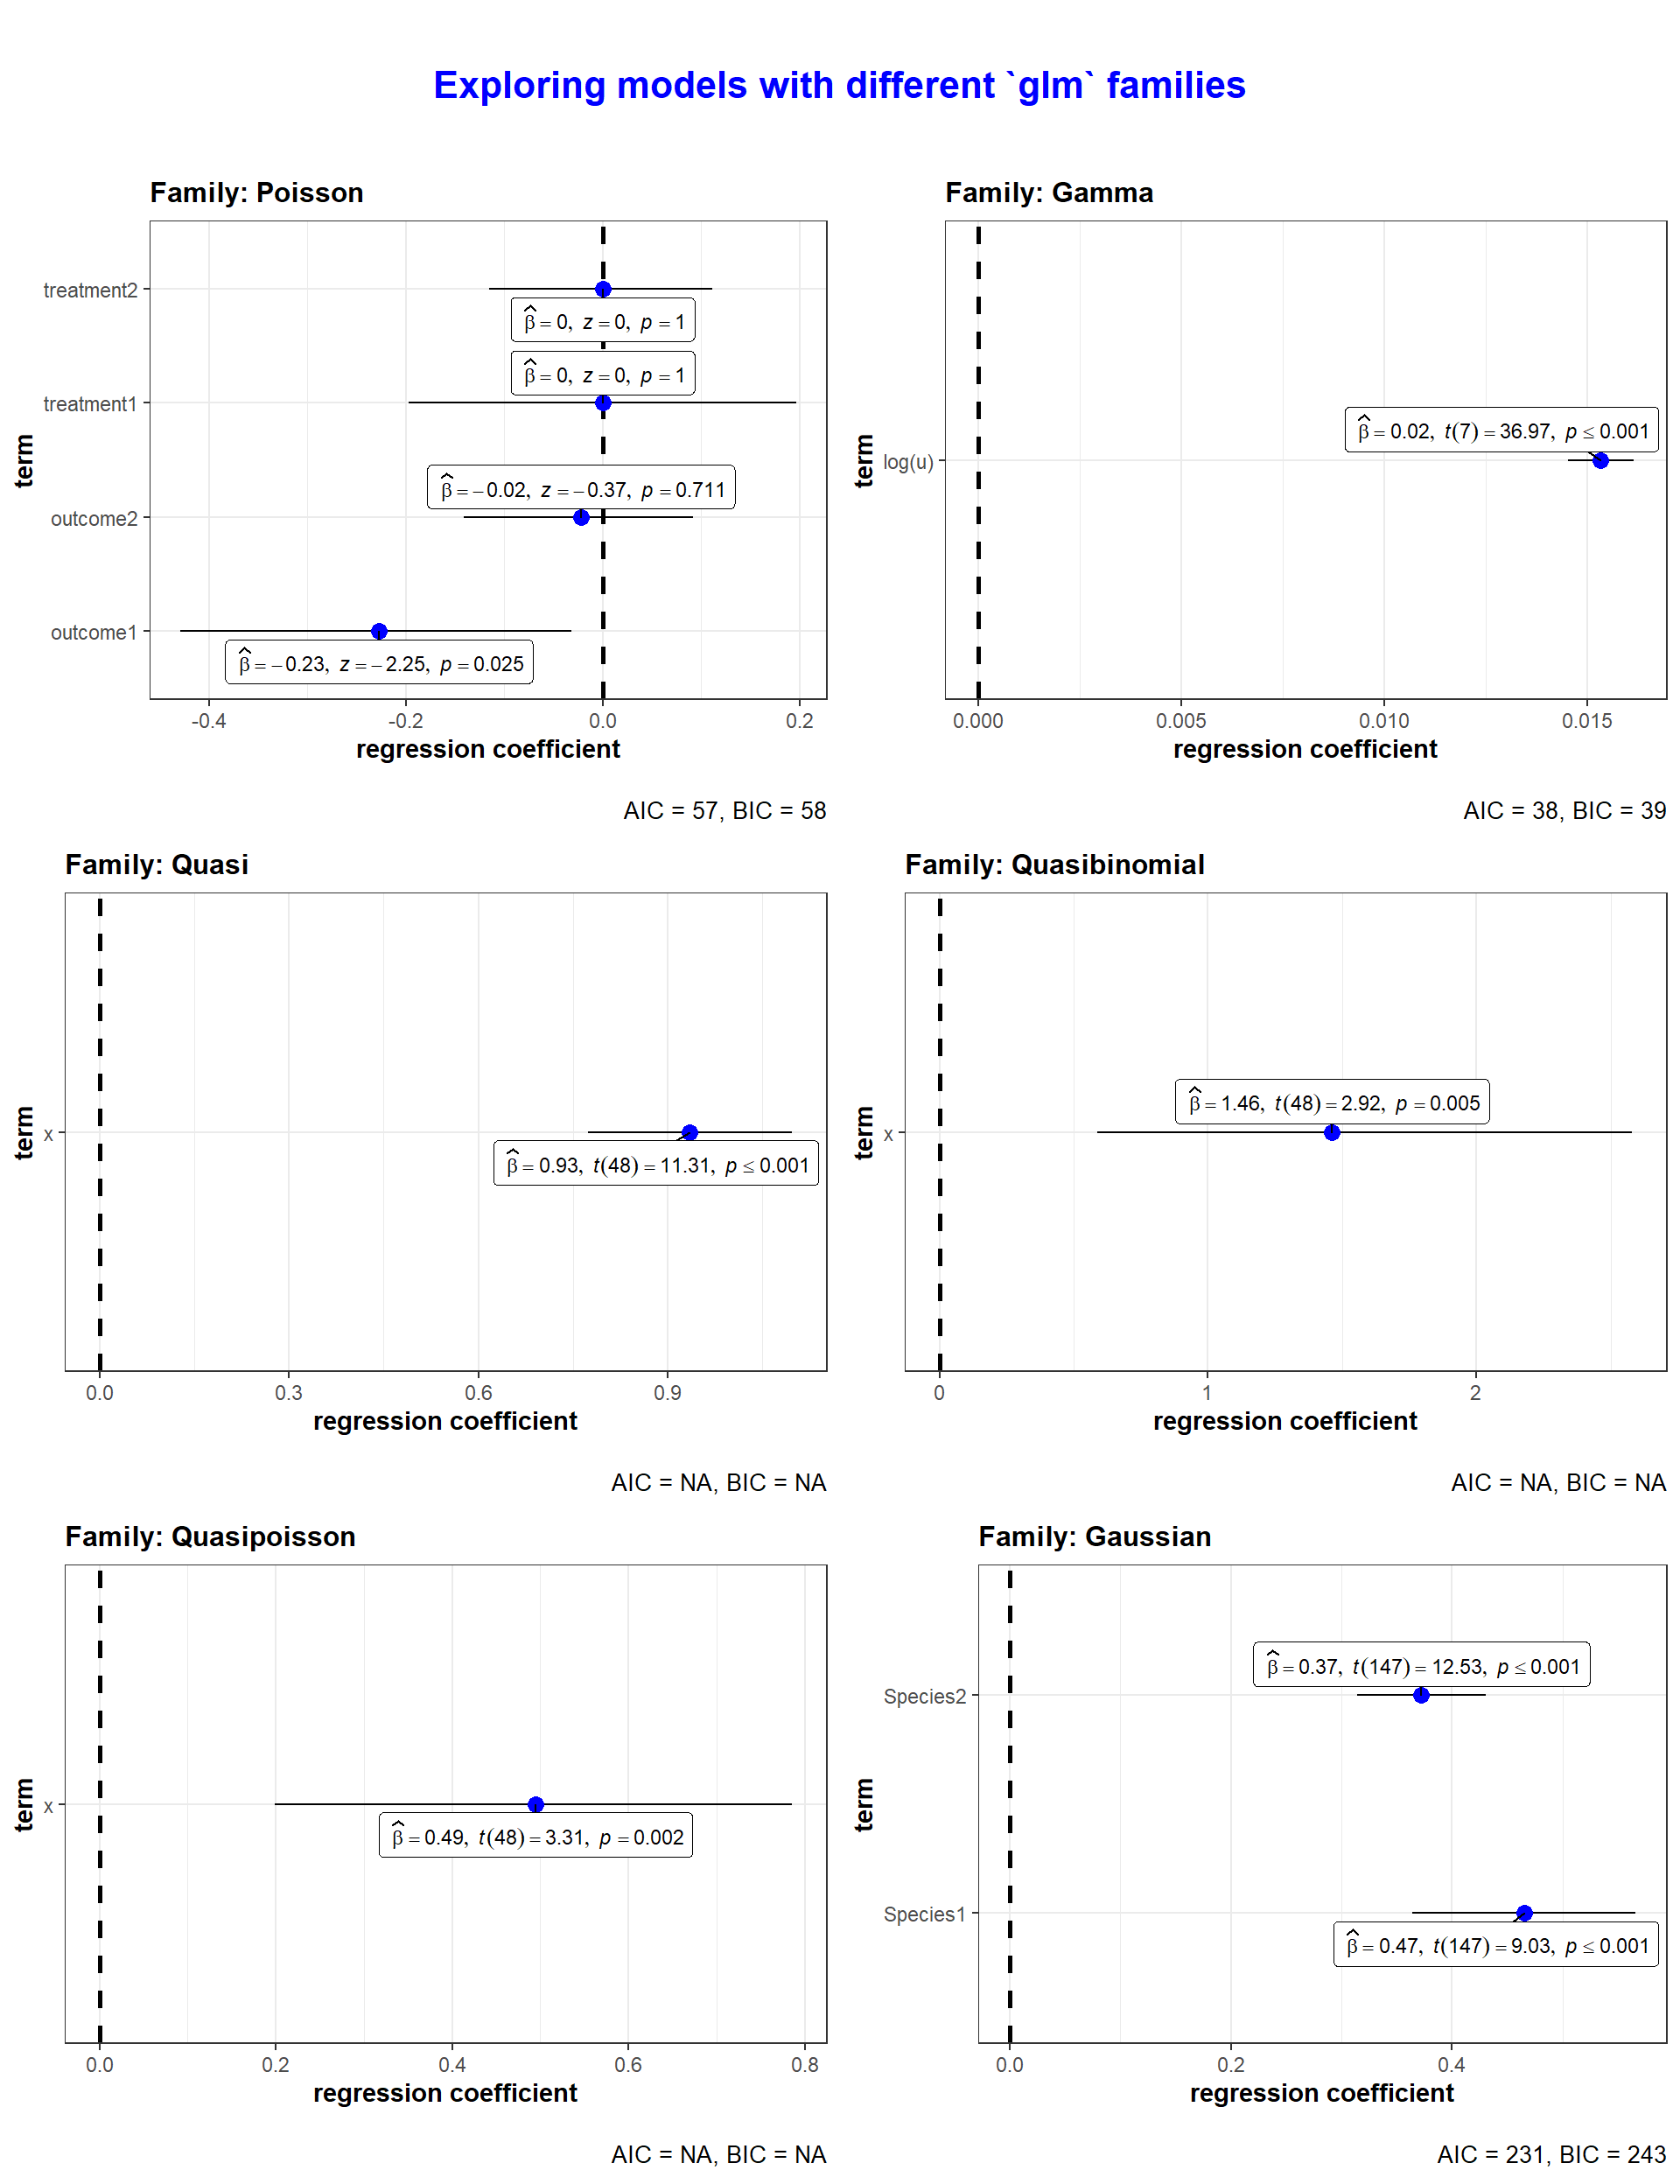 Exploring models with different `glm` families
Family: Poisson
term
treatment2
treatment1
outcome2
outcome1
β̂ = 0, z = 0, p = 1
β̂ = 0, z = 0, p = 1
β̂ = −0.02, z = −0.37, p = 0.711
β̂ = −0.23, z = −2.25, p = 0.025
-0.4 -0.2 0.0 0.2
regression coefficient
AIC = 57, BIC = 58
Family: Gamma
term
log(u)
β̂ = 0.02, t(7) = 36.97, p ≤ 0.001
0.000 0.005 0.010 0.015
regression coefficient
AIC = 38, BIC = 39
Family: Quasi
term
x
β̂ = 0.93, t(48) = 11.31, p ≤ 0.001
0.0 0.3 0.6 0.9
regression coefficient
AIC = NA, BIC = NA
Family: Quasibinomial
term
x
β̂ = 1.46, t(48) = 2.92, p = 0.005
0 1 2
regression coefficient
AIC = NA, BIC = NA
Family: Quasipoisson
term
x
β̂ = 0.49, t(48) = 3.31, p = 0.002
0.0 0.2 0.4 0.6 0.8
regression coefficient
AIC = NA, BIC = NA
Family: Gaussian
term
Species2
Species1
β̂ = 0.37, t(147) = 12.53, p ≤ 0.001
β̂ = 0.47, t(147) = 9.03, p ≤ 0.001
0.0 0.2 0.4
regression coefficient
AIC = 231, BIC = 243